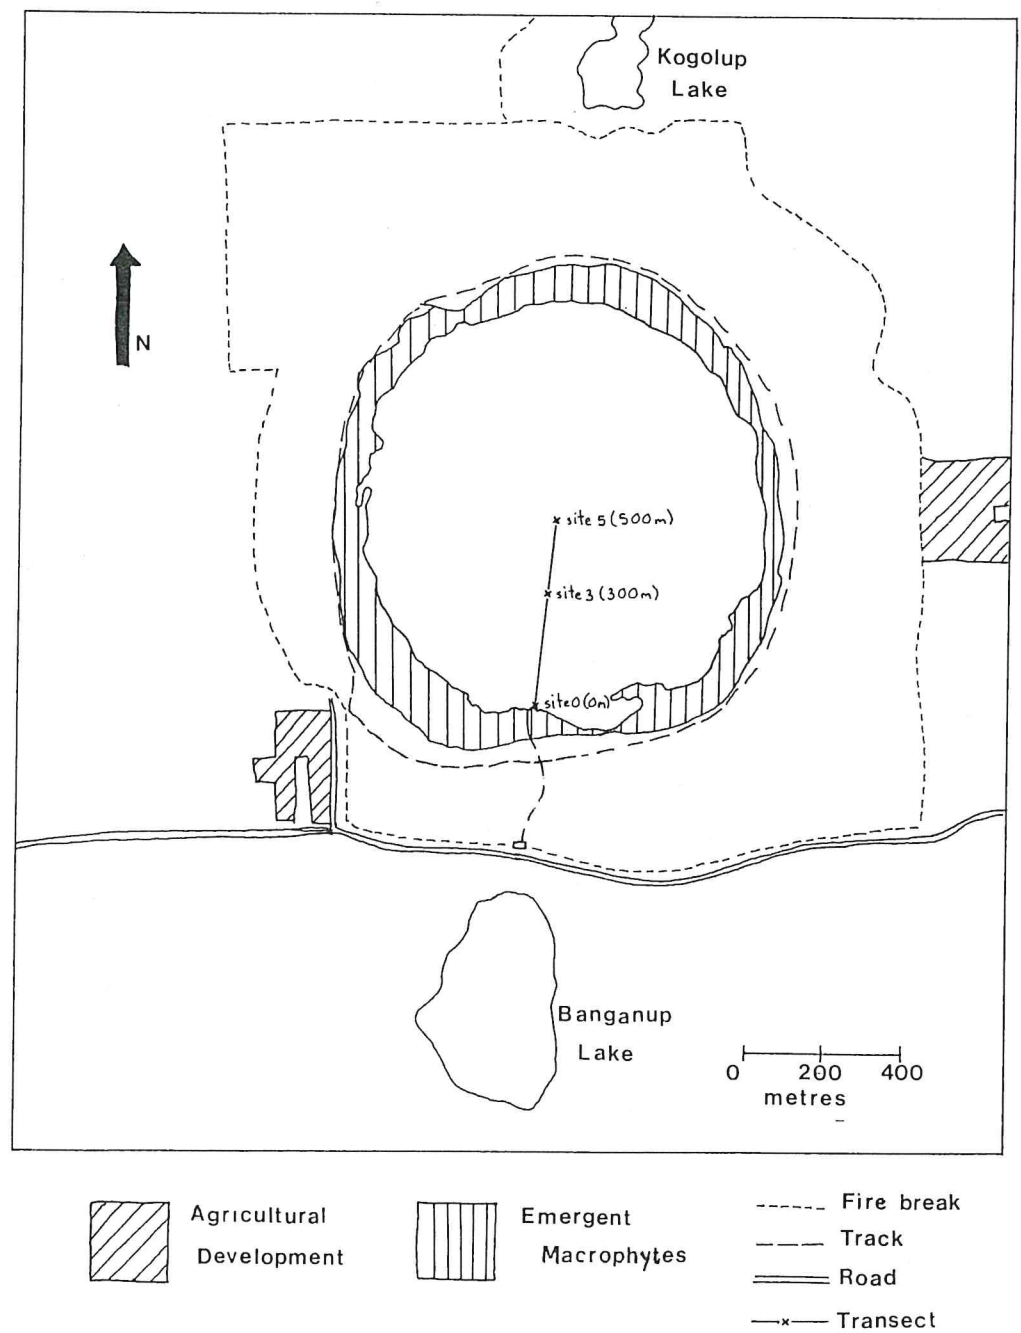 Kogolup
Lake
N
site 5 (500m)
site 3 (300m)
site 0 (0m)
Banganup
Lake
0 200 400
metres
Agricultural
Development
Emergent
Macrophytes
Fire break
Track
Road
Transect